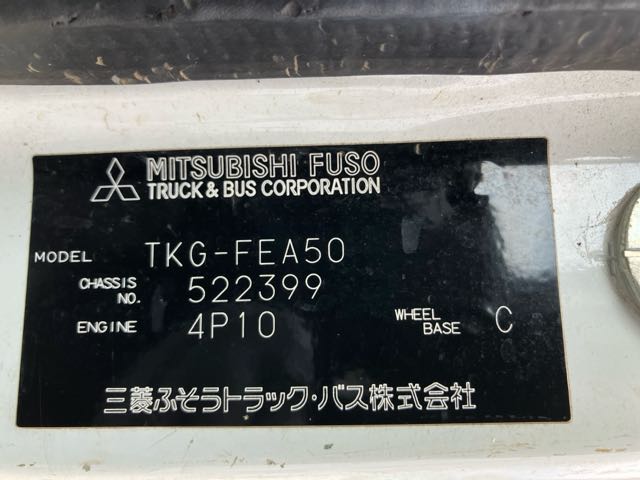 MITSUBISHI FUSO
TRUCK & BUS CORPORATION
MODEL TKG-FEA50
CHASSIS NO. 522399
ENGINE 4P10 WHEEL BASE C
三菱ふそうトラック・バス株式会社